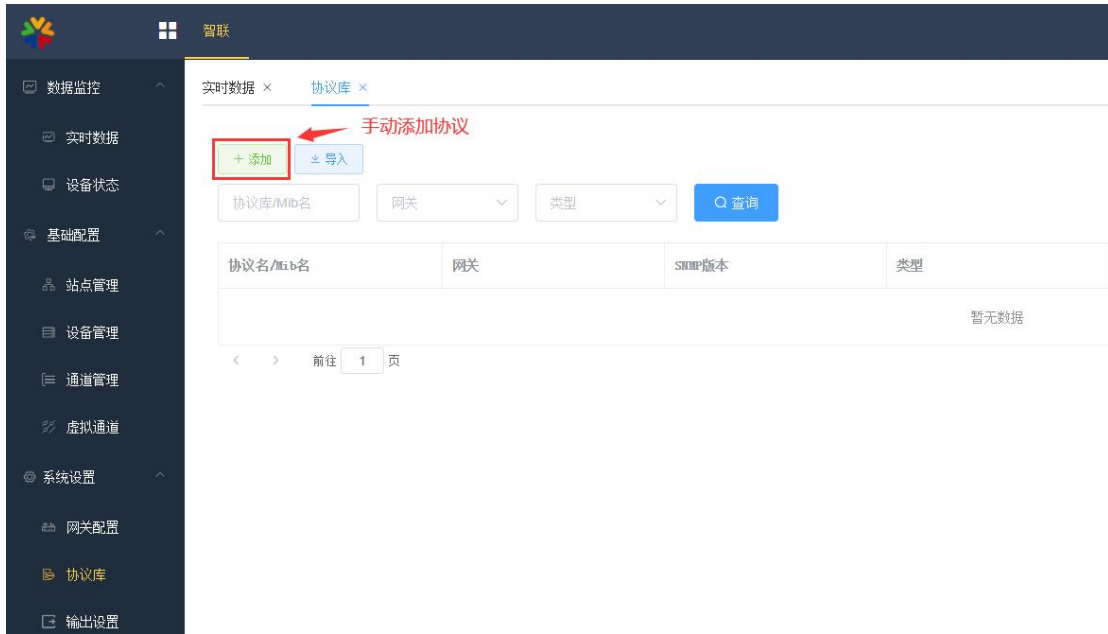 智联
数据监控
实时数据
设备状态
基础配置
站点管理
设备管理
通道管理
虚拟通道
系统设置
网关配置
协议库
输出设置
实时数据 × 协议库 ×
手动添加协议
+ 添加 导入
协议库/Mib名 网关 类型 查询
协议名/Mib名 网关 SNMP版本 类型
暂无数据
< > 前往 1 页